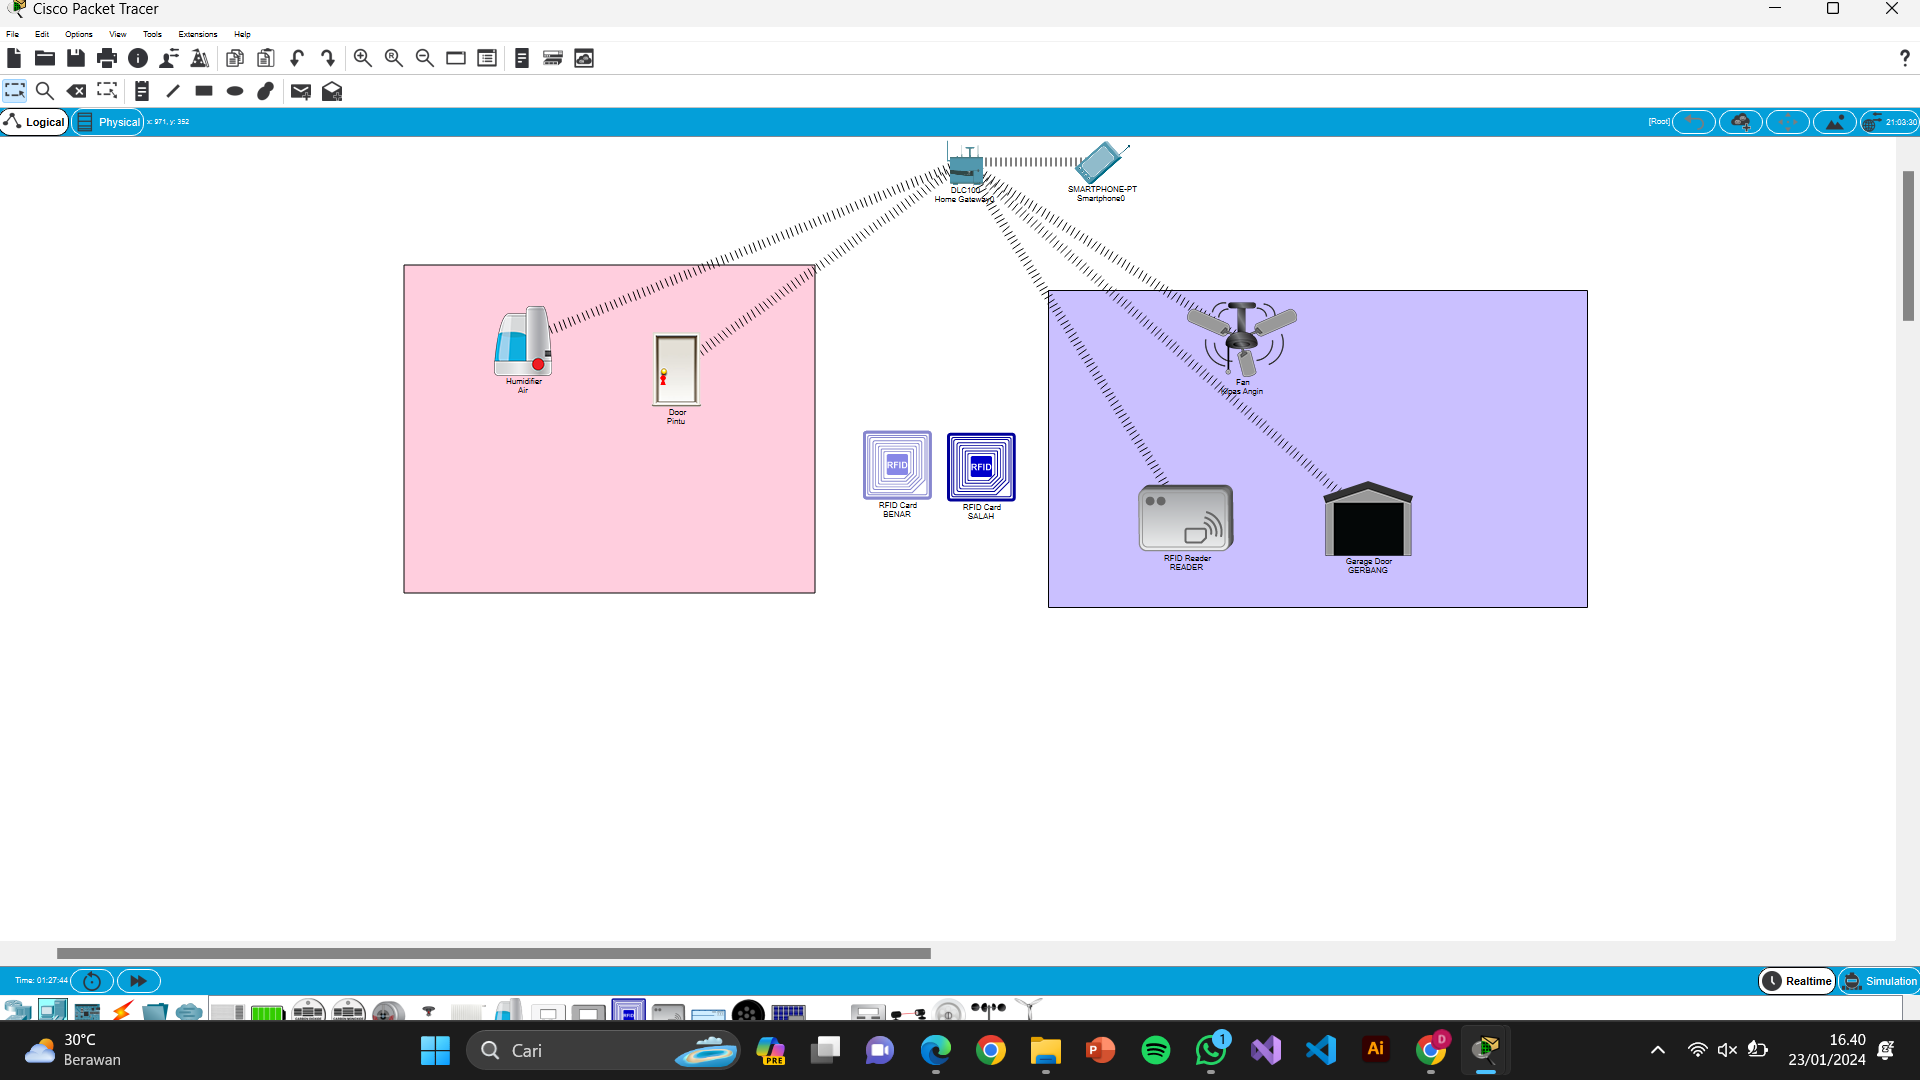 Cisco Packet Tracer
File Edit Options View Tools Extensions Help
Logical Physical x: 971, y: 352 [Root] 21:03:30
DLC100
Home Gateway0
SMARTPHONE-PT
Smartphone0
Humidifier
Air
Door
Pintu
Fan
Angin
RFID
RFID Card
BENAR
RFID
RFID Card
SALAH
RFID Reader
READER
Garage Door
GERBANG
Time: 01:27:44 Realtime Simulation
30°C
Berawan
Cari
PRE
1
Ai
D
16.40
23/01/2024